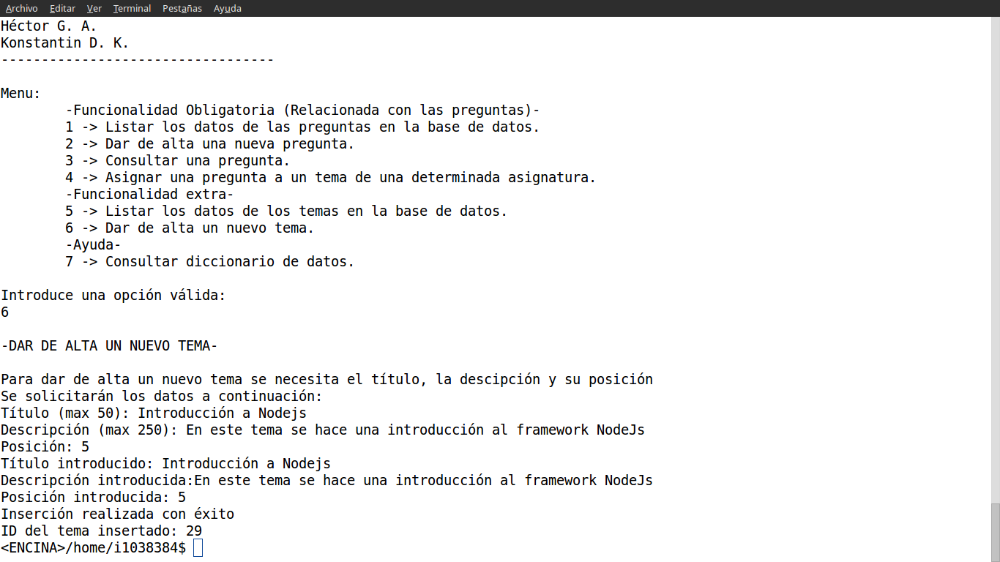 Archivo Editar Ver Terminal Pestañas Ayuda
Héctor G. A.
Konstantin D. K.
----------------------------------
Menu:
-Funcionalidad Obligatoria (Relacionada con las preguntas)-
1 -> Listar los datos de las preguntas en la base de datos.
2 -> Dar de alta una nueva pregunta.
3 -> Consultar una pregunta.
4 -> Asignar una pregunta a un tema de una determinada asignatura.
-Funcionalidad extra-
5 -> Listar los datos de los temas en la base de datos.
6 -> Dar de alta un nuevo tema.
-Ayuda-
7 -> Consultar diccionario de datos.
Introduce una opción válida:
6
-DAR DE ALTA UN NUEVO TEMA-
Para dar de alta un nuevo tema se necesita el título, la descipción y su posición
Se solicitarán los datos a continuación:
Título (max 50): Introducción a Nodejs
Descripción (max 250): En este tema se hace una introducción al framework NodeJs
Posición: 5
Título introducido: Introducción a Nodejs
Descripción introducida:En este tema se hace una introducción al framework NodeJs
Posición introducida: 5
Inserción realizada con éxito
ID del tema insertado: 29
<ENCINA>/home/i1038384$